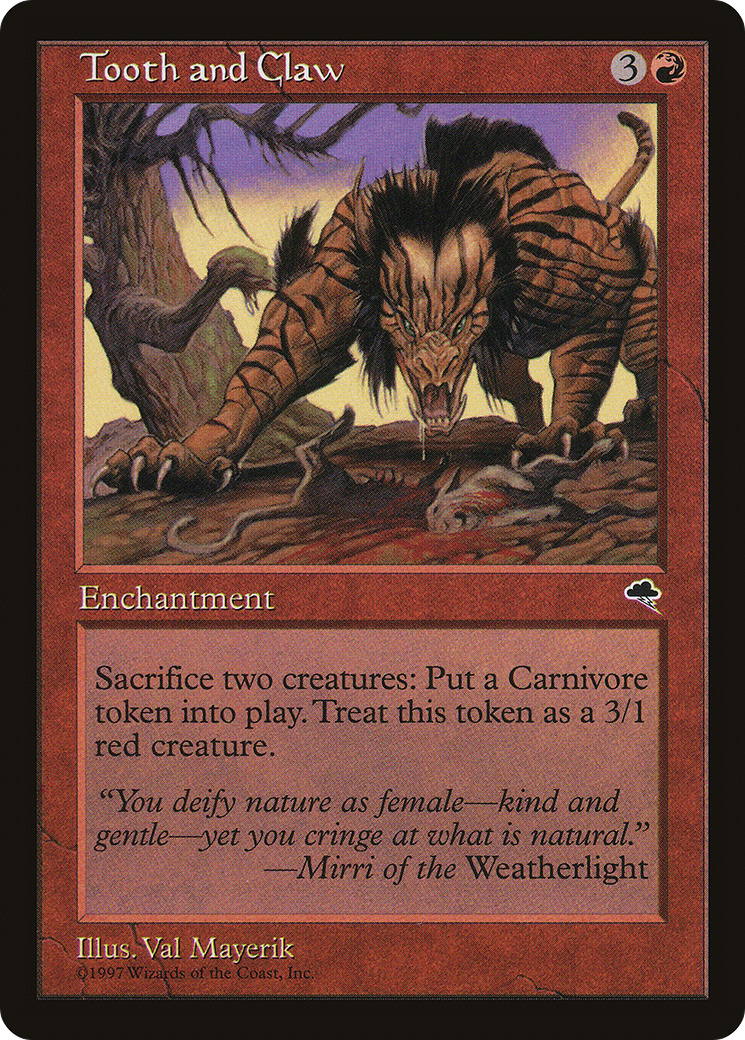 Tooth and Claw 3
Enchantment
Sacrifice two creatures: Put a Carnivore
token into play. Treat this token as a 3/1
red creature.
“You deify nature as female—kind and
gentle—yet you cringe at what is natural.”
—Mirri of the Weatherlight
Illus. Val Mayerik
©1997 Wizards of the Coast, Inc.